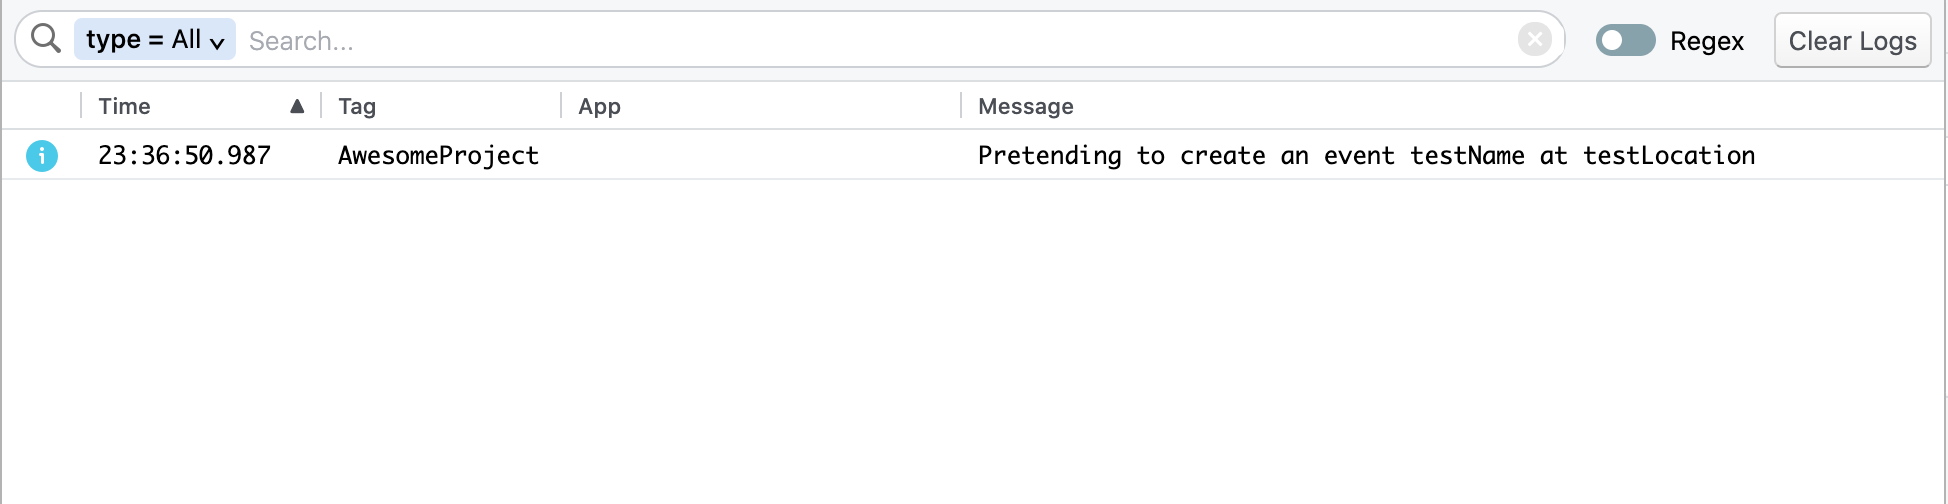 type = All Search... Regex Clear Logs
Time Tag App Message
23:36:50.987 AwesomeProject Pretending to create an event testName at testLocation